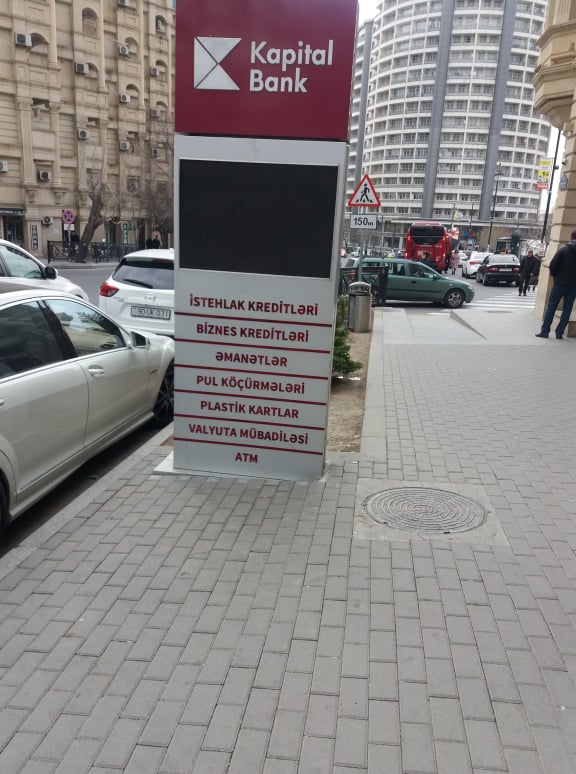 Kapital
Bank
150m
İSTEHLAK KREDİTLƏRİ
BİZNES KREDİTLƏRİ
ƏMANƏTLƏR
PUL KÖÇÜRMƏLƏRİ
PLASTİK KARTLAR
VALYUTA MÜBADİLƏSİ
ATM